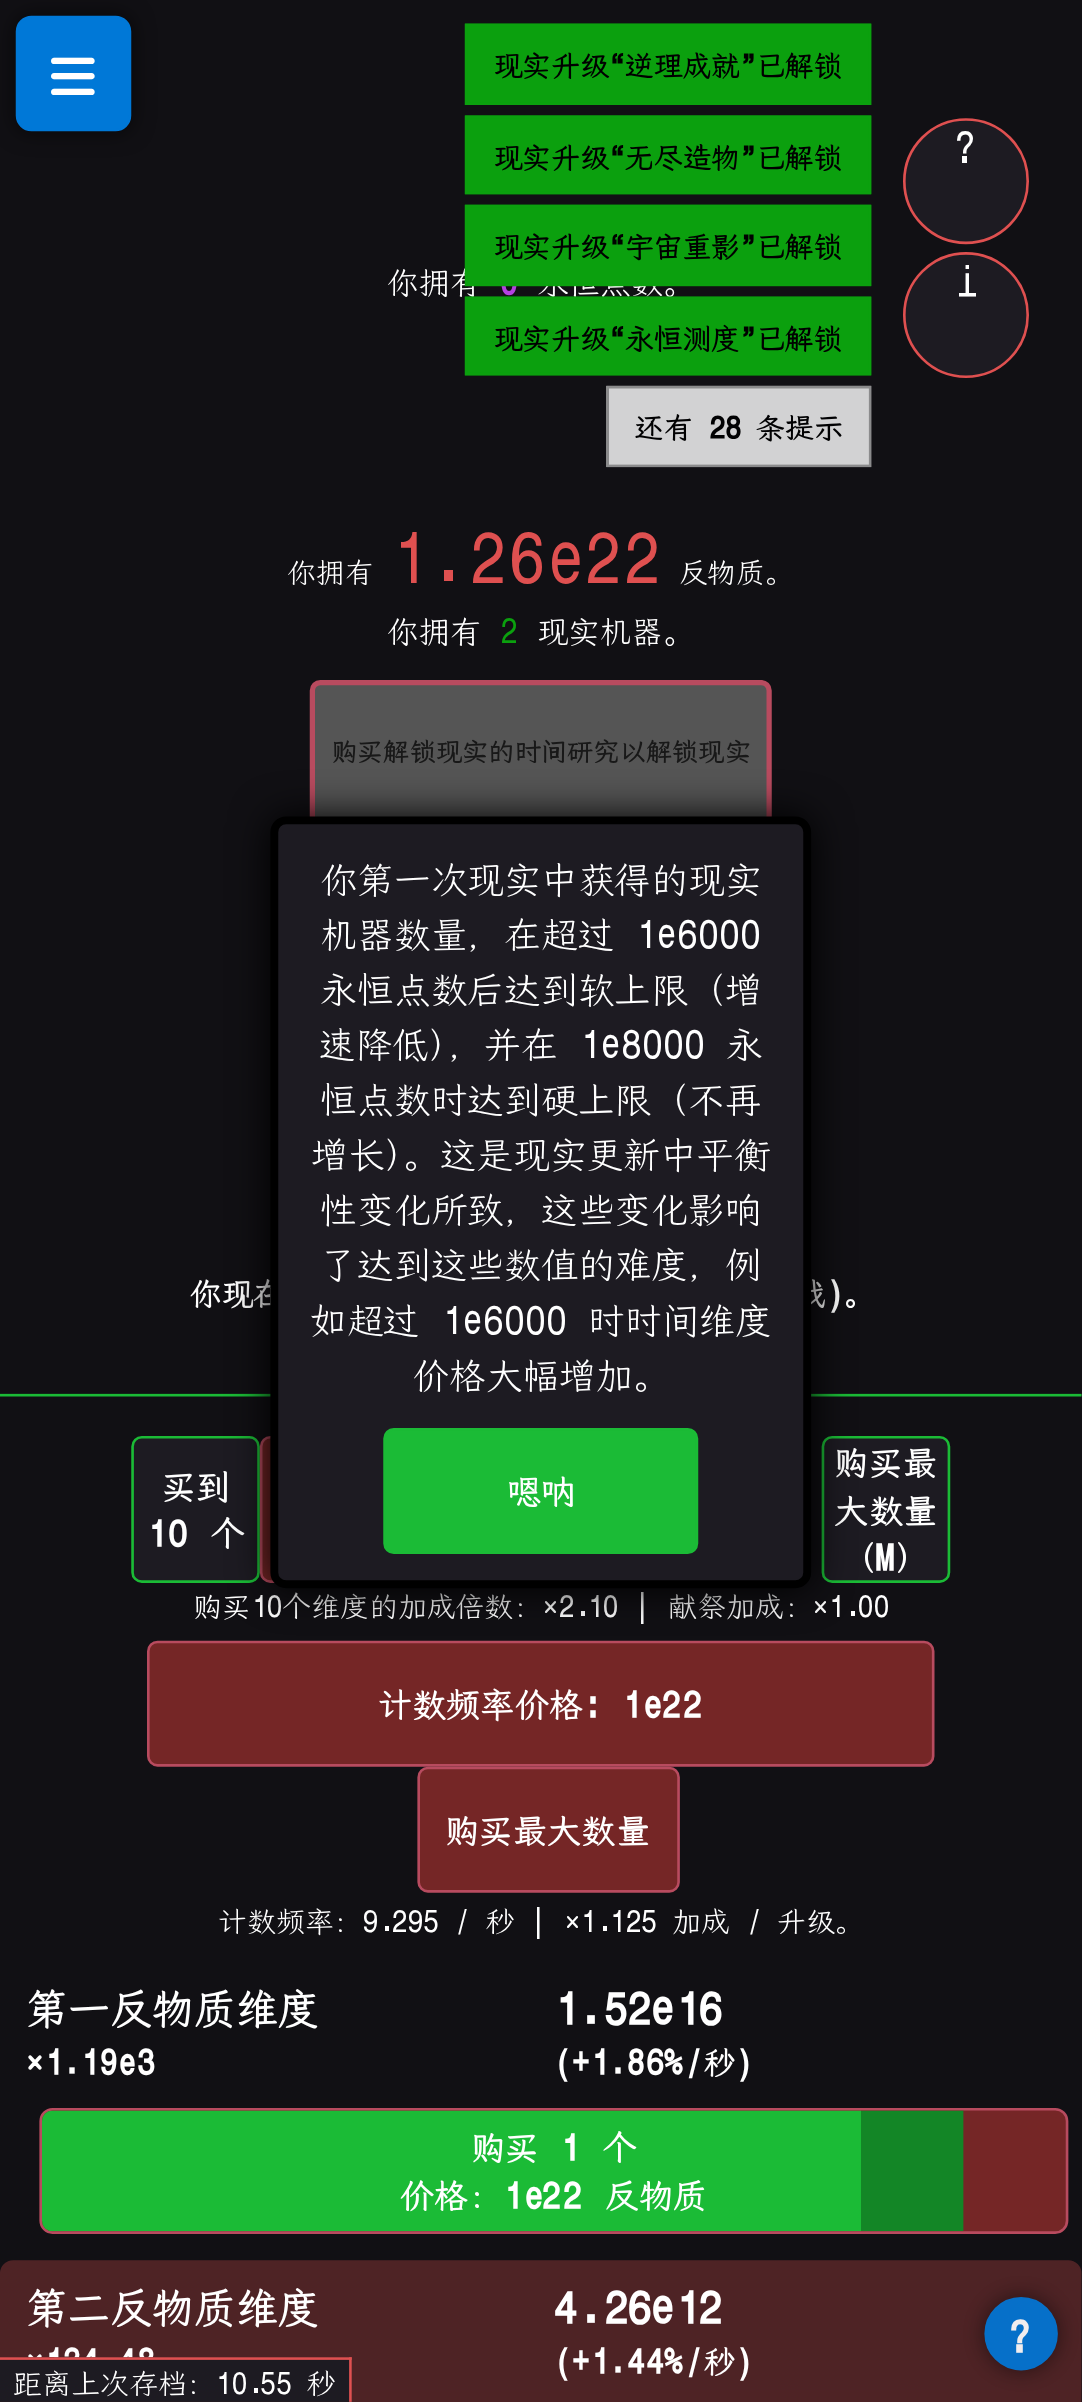 现实升级“逆理成就”已解锁
现实升级“无尽造物”已解锁
?
现实升级“宇宙重影”已解锁
你拥有 永恒点数。
现实升级“永恒测度”已解锁
还有 28 条提示
你拥有 1.26e22 反物质。
你拥有 2 现实机器。
购买解锁现实的时间研究以解锁现实
你第一次现实中获得的现实
机器数量, 在超过 1e6000
永恒点数后达到软上限 (增
速降低), 并在 1e8000 永
恒点数时达到硬上限 (不再
增长)。这是现实更新中平衡
性变化所致, 这些变化影响
了达到这些数值的难度, 例
如超过 1e6000 时时间维度
价格大幅增加。
嗯呐
你现在
)。
买到
10 个
购买最
大数量
(M)
购买10个维度的加成倍数: ×2.10 | 献祭加成: ×1.00
计数频率价格: 1e22
购买最大数量
计数频率: 9.295 / 秒 | ×1.125 加成 / 升级。
第一反物质维度 1.52e16
×1.19e3 (+1.86%/秒)
购买 1 个
价格: 1e22 反物质
第二反物质维度 4.26e12
(+1.44%/秒)
?
距离上次存档: 10.55 秒